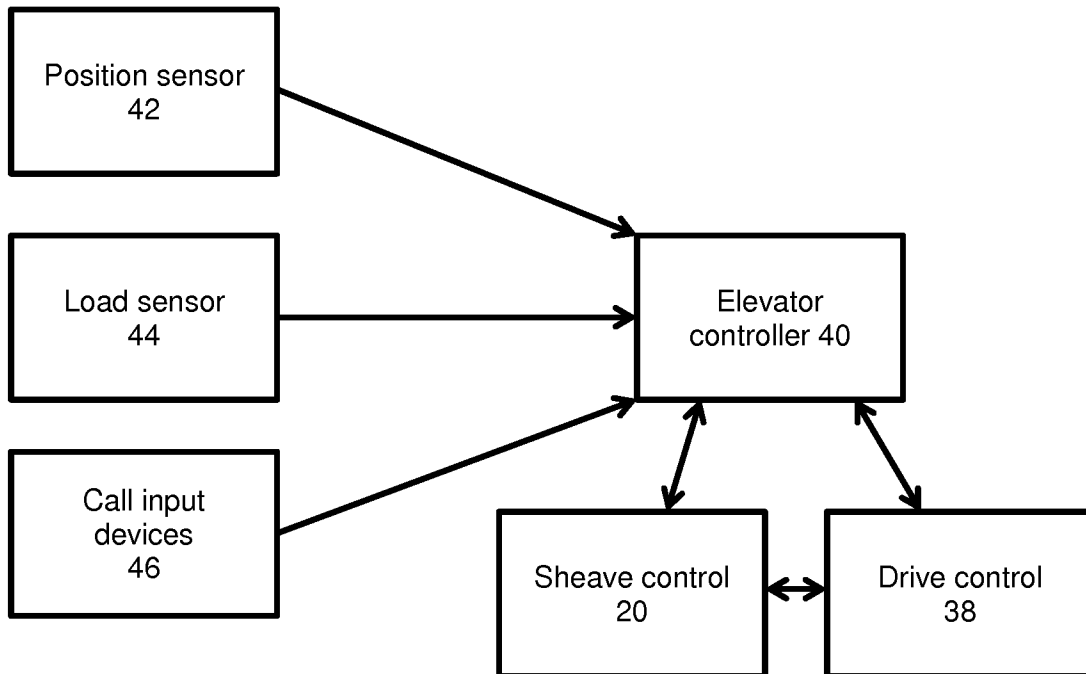 Position sensor
42
Load sensor
44
Elevator
controller 40
Call input
devices
46
Sheave control
20
Drive control
38